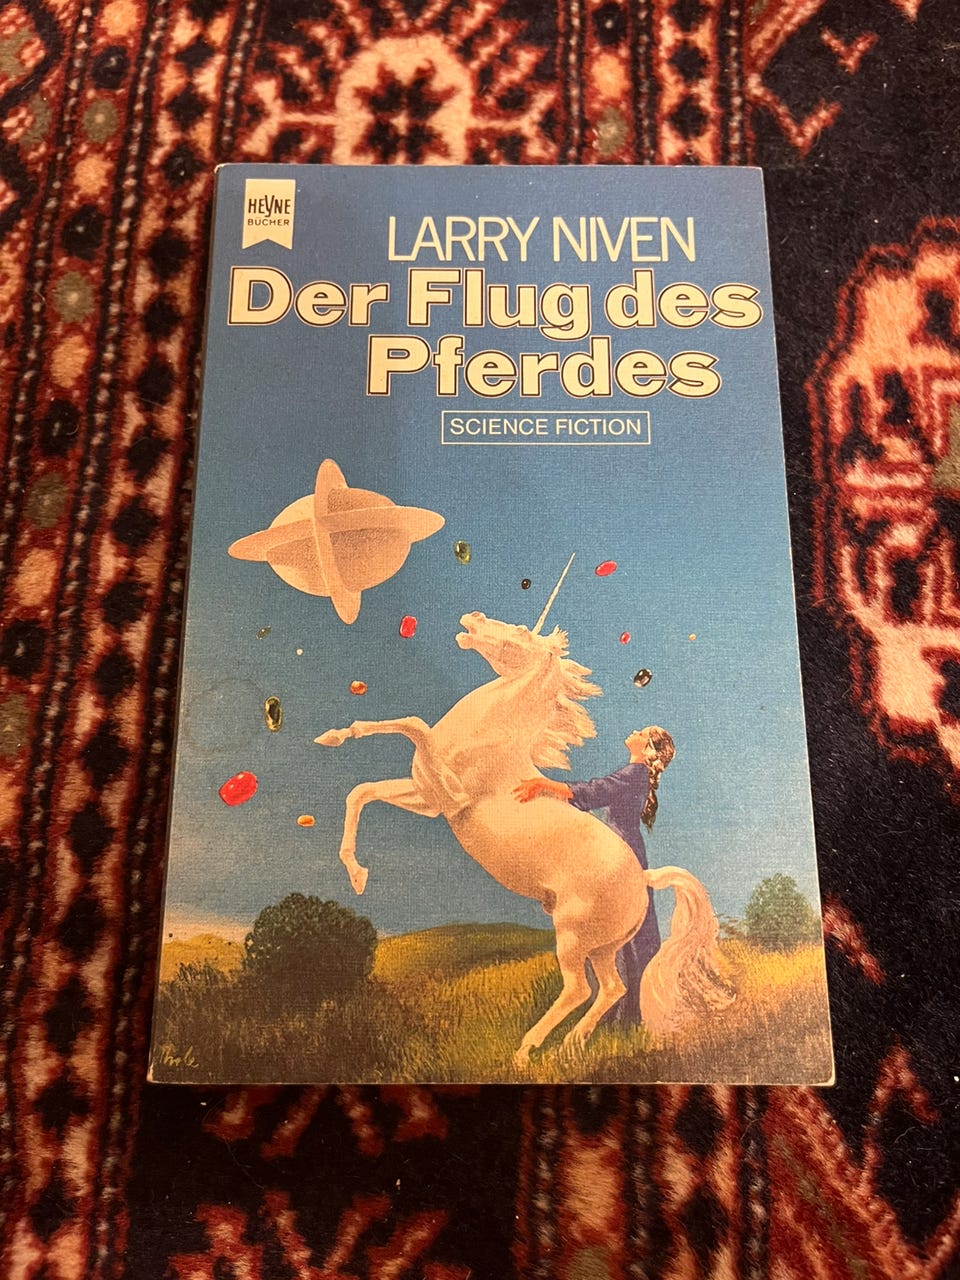 HEYNE
BÜCHER
LARRY NIVEN
Der Flug des
Pferdes
SCIENCE FICTION